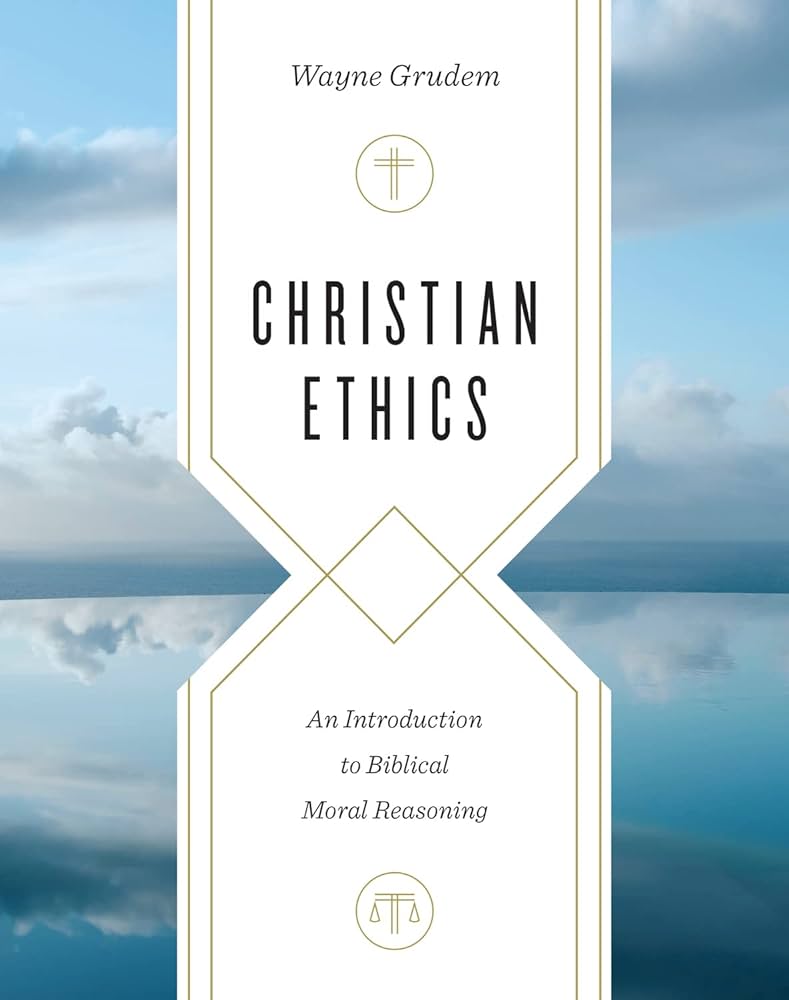 Wayne Grudem
CHRISTIAN
ETHICS
An Introduction
to Biblical
Moral Reasoning